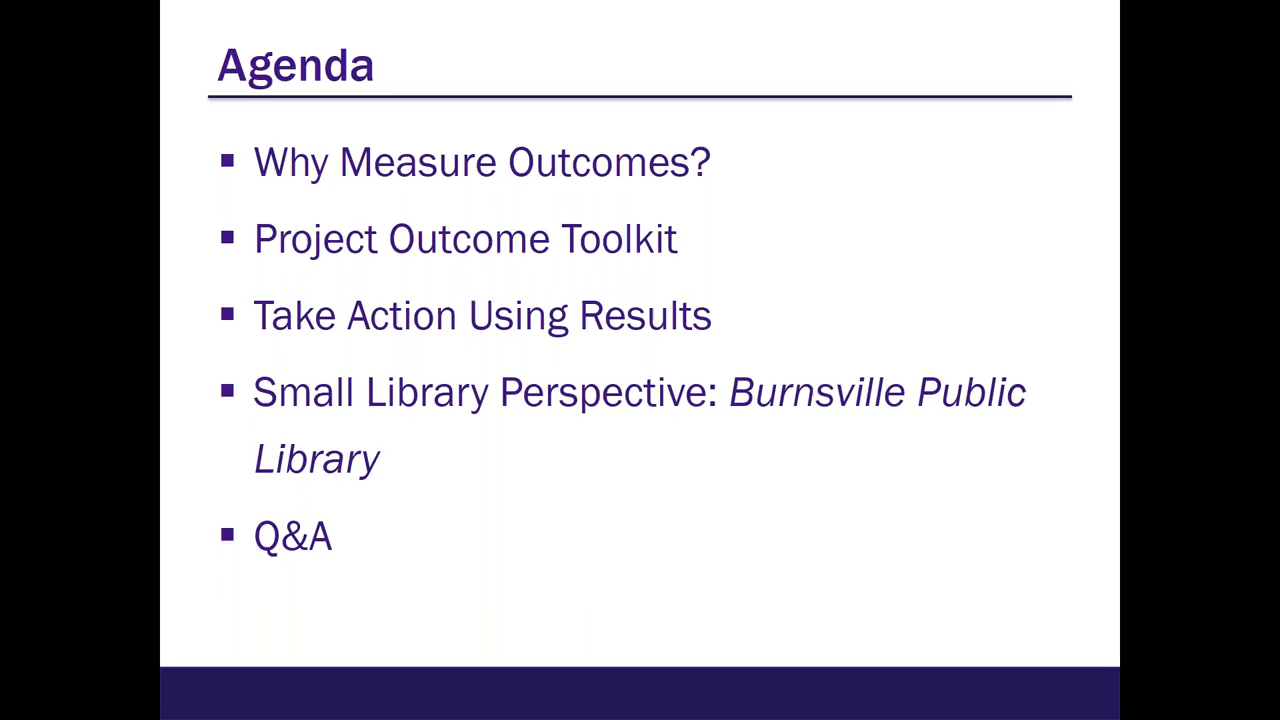 Agenda
▪ Why Measure Outcomes?
▪ Project Outcome Toolkit
▪ Take Action Using Results
▪ Small Library Perspective: Burnsville Public
Library
▪ Q&A